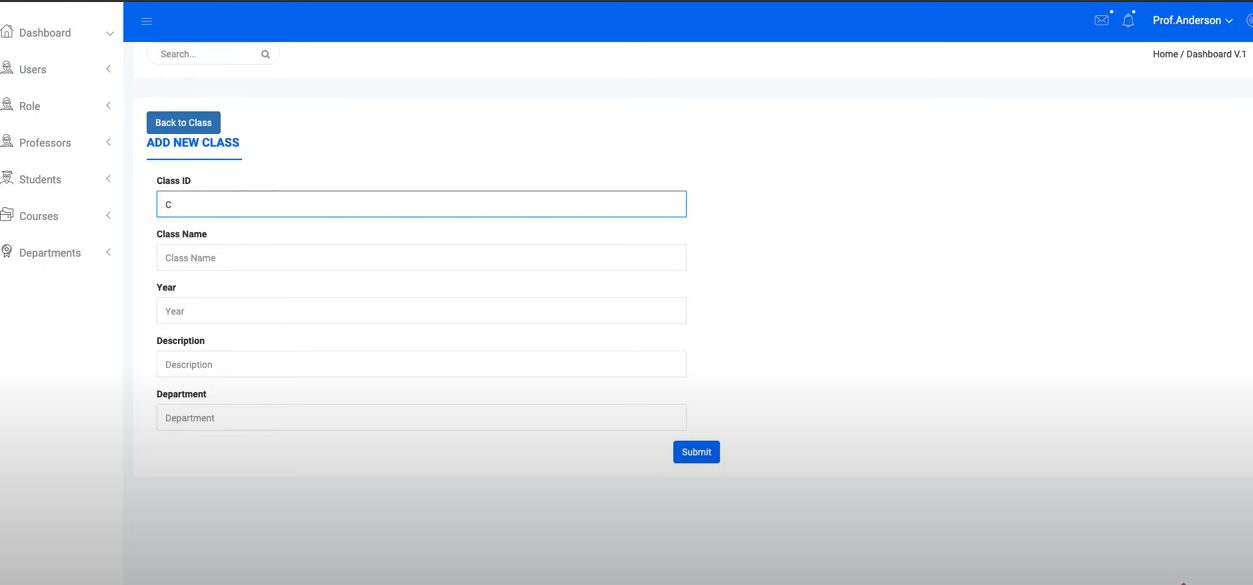 Dashboard
Users
Role
Professors
Students
Courses
Departments
Prof.Anderson
Search...
Home / Dashboard V.1
Back to Class
ADD NEW CLASS
Class ID
C
Class Name
Class Name
Year
Year
Description
Description
Department
Department
Submit